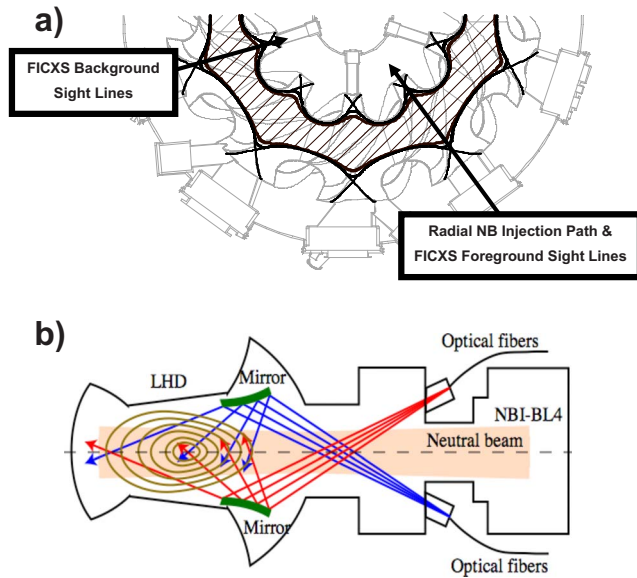 a)
FICXS Background
Sight Lines
Radial NB Injection Path &
FICXS Foreground Sight Lines
b)
Optical fibers
LHD
Mirror
NBI-BL4
Neutral beam
Mirror
Optical fibers